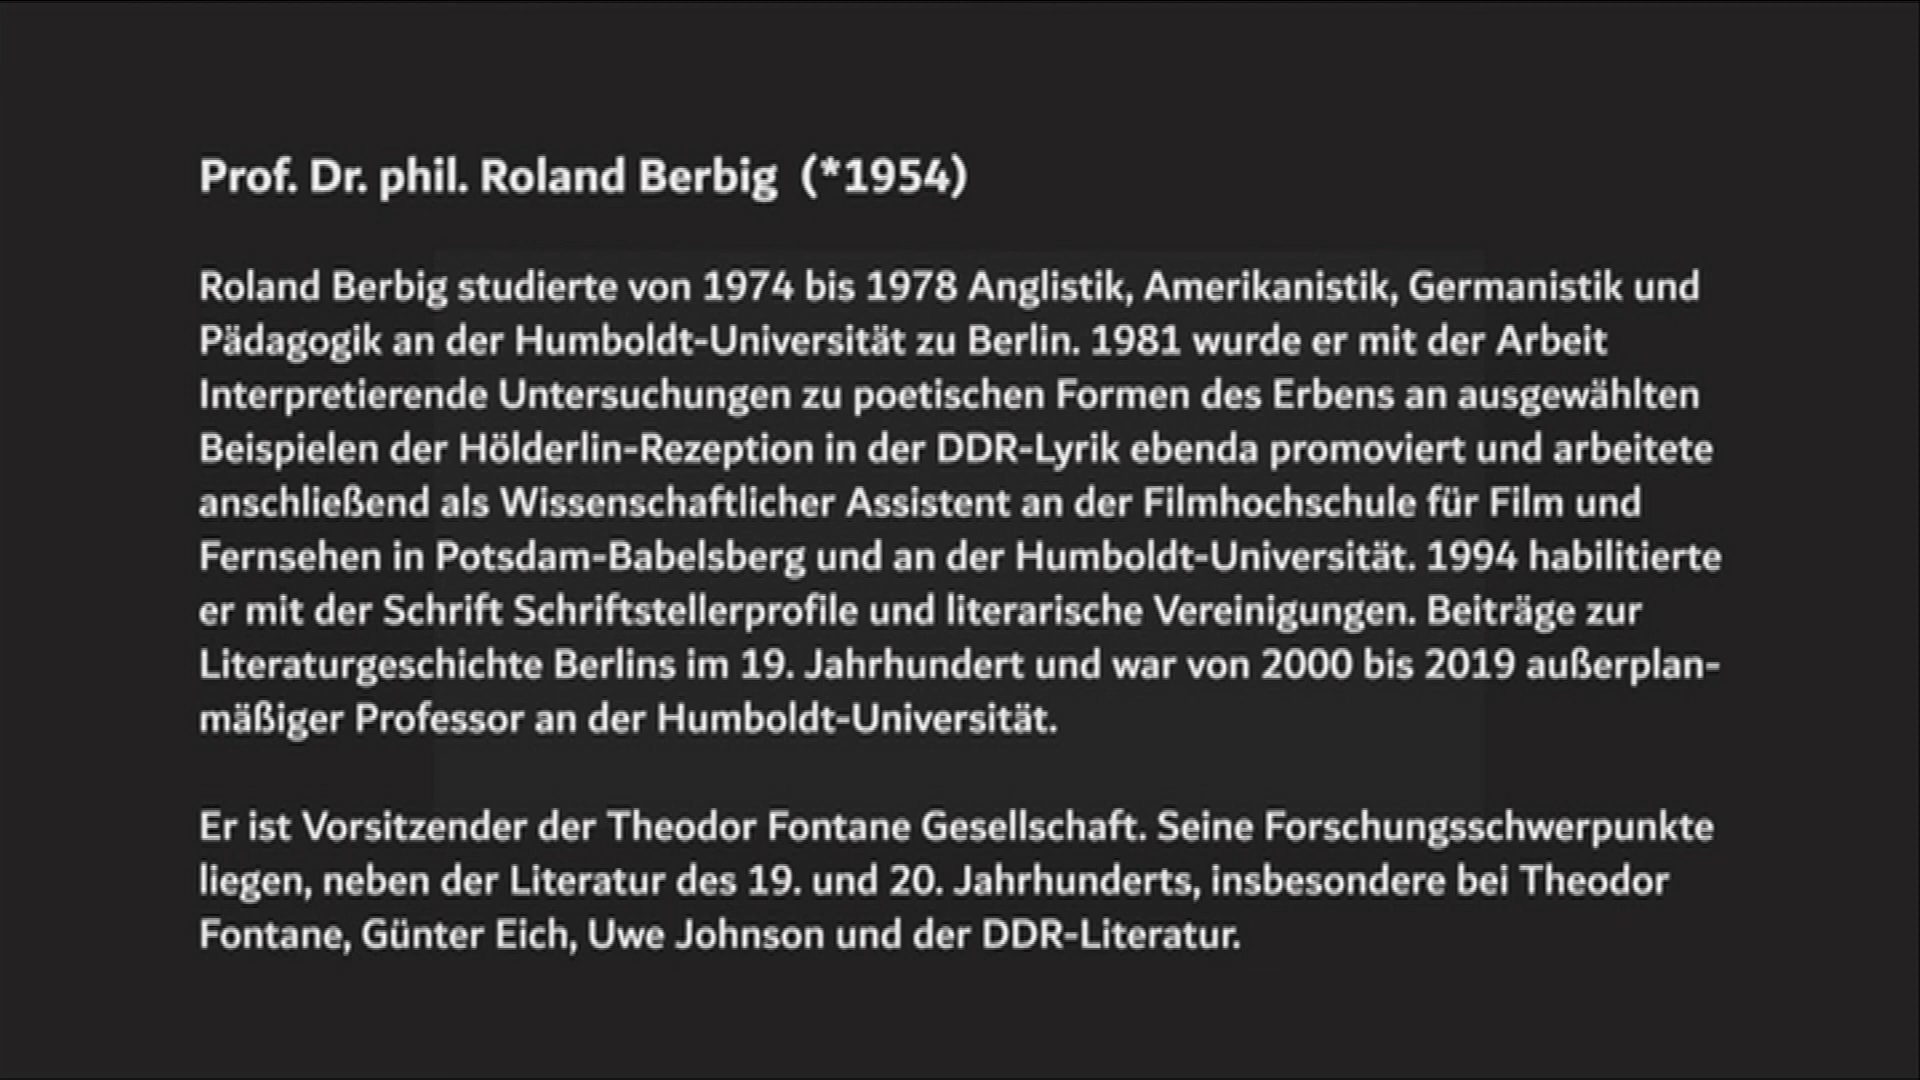 Prof. Dr. phil. Roland Berbig (*1954)
Roland Berbig studierte von 1974 bis 1978 Anglistik, Amerikanistik, Germanistik und
Pädagogik an der Humboldt-Universität zu Berlin. 1981 wurde er mit der Arbeit
Interpretierende Untersuchungen zu poetischen Formen des Erbens an ausgewählten
Beispielen der Hölderlin-Rezeption in der DDR-Lyrik ebenda promoviert und arbeitete
anschließend als Wissenschaftlicher Assistent an der Filmhochschule für Film und
Fernsehen in Potsdam-Babelsberg und an der Humboldt-Universität. 1994 habilitierte
er mit der Schrift Schriftstellerprofile und literarische Vereinigungen. Beiträge zur
Literaturgeschichte Berlins im 19. Jahrhundert und war von 2000 bis 2019 außerplan-
mäßiger Professor an der Humboldt-Universität.
Er ist Vorsitzender der Theodor Fontane Gesellschaft. Seine Forschungsschwerpunkte
liegen, neben der Literatur des 19. und 20. Jahrhunderts, insbesondere bei Theodor
Fontane, Günter Eich, Uwe Johnson und der DDR-Literatur.